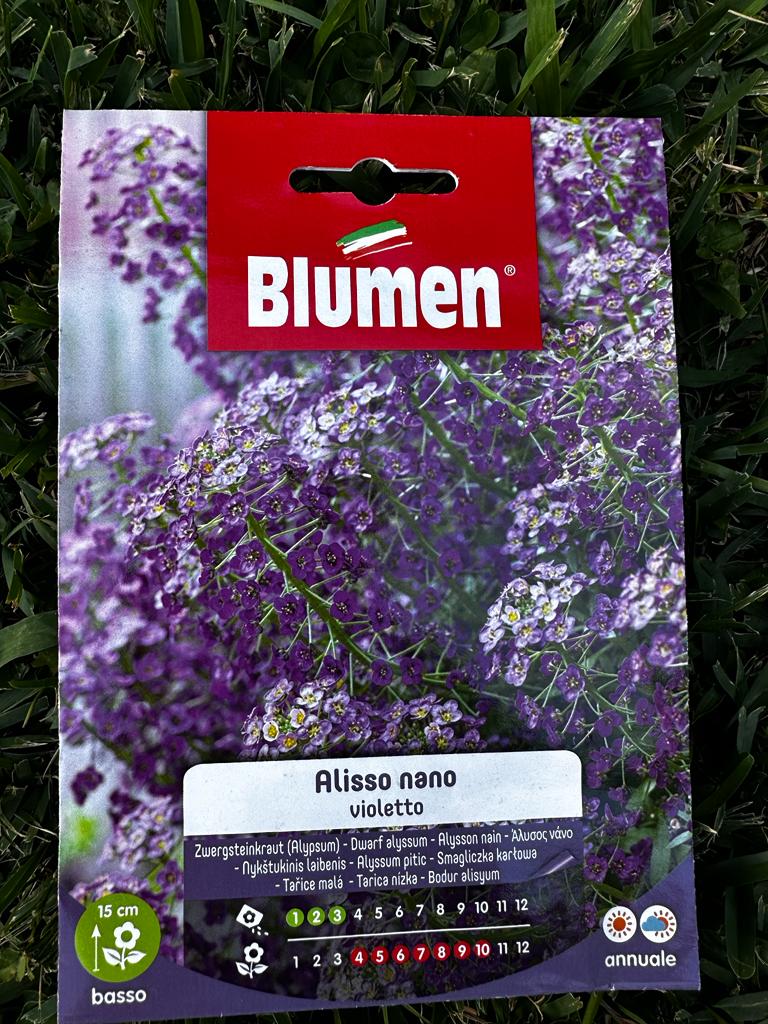 Blumen®
Alisso nano
violetto
Zwergsteinkraut (Alypsum) - Dwarf alyssum - Alysson nain - Άλυσος νάνο
- Nykštukinis laibenis - Alyssum pitic - Smagliczka karłowa
- Tařice malá - Tarica nízka - Bodur alisyum
15 cm
1 2 3 4 5 6 7 8 9 10 11 12
1 2 3 4 5 6 7 8 9 10 11 12
basso
annuale